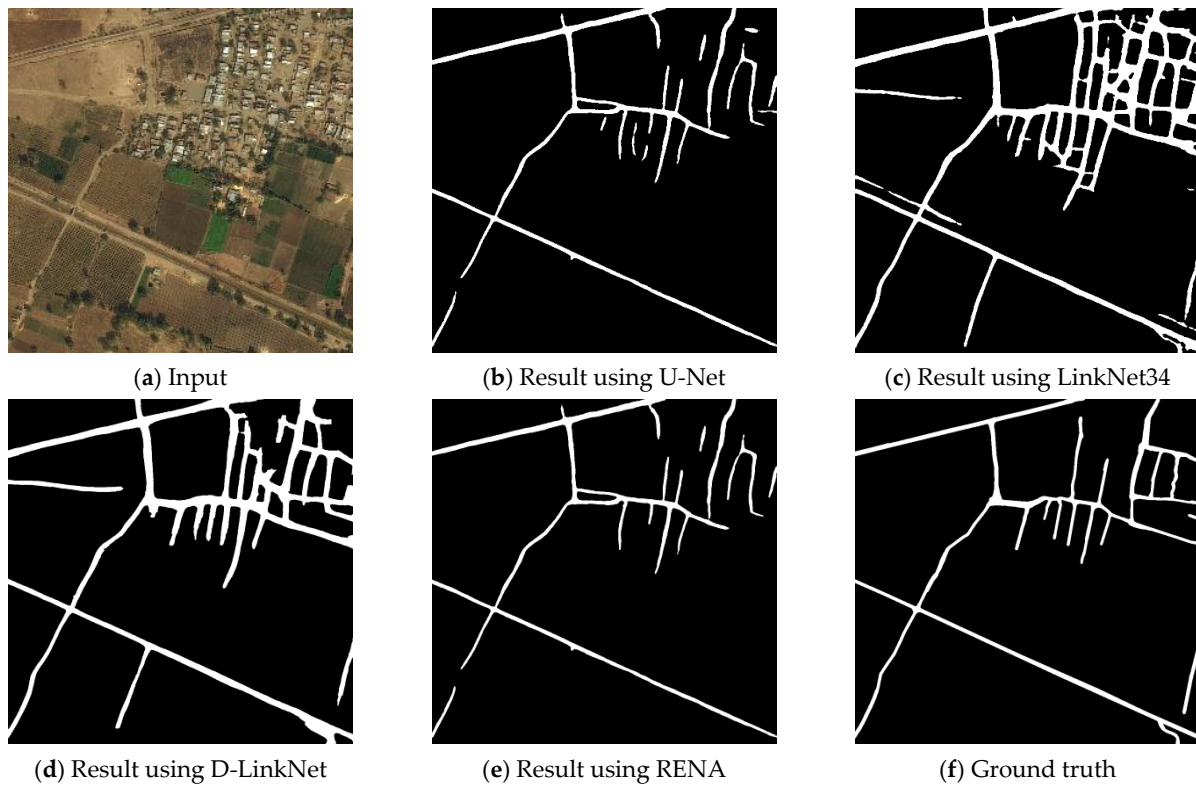 (a) Input
(b) Result using U-Net
(c) Result using LinkNet34
(d) Result using D-LinkNet
(e) Result using RENA
(f) Ground truth